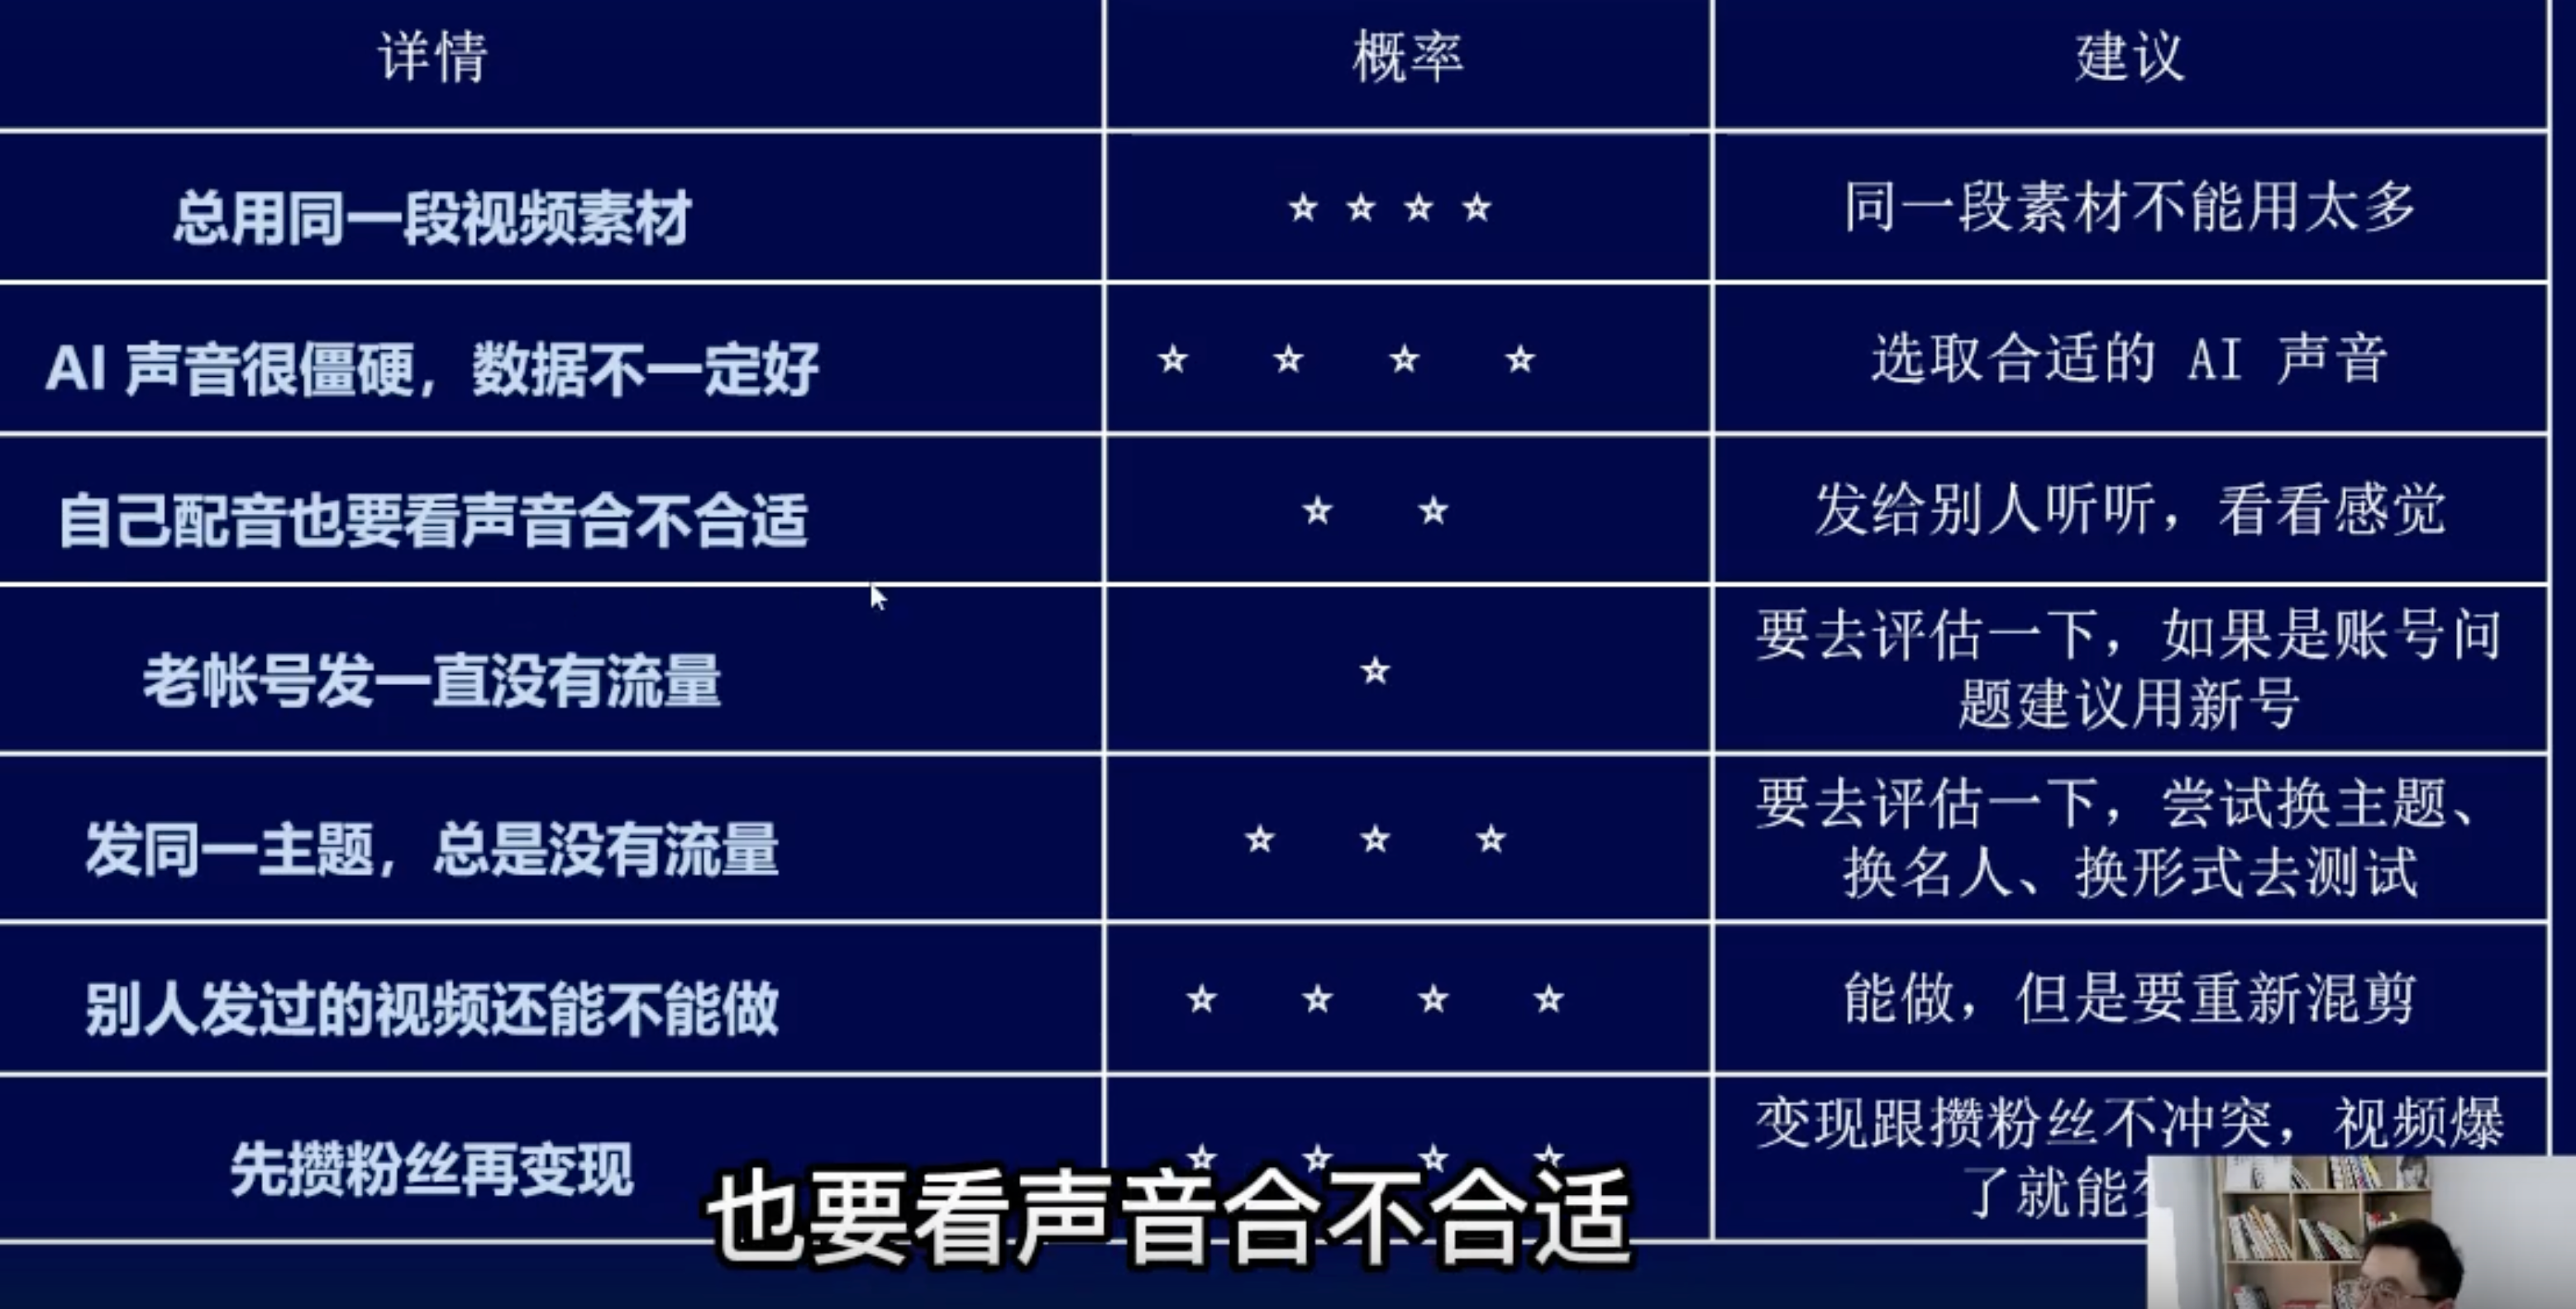 详情 概率 建议
总用同一段视频素材 ☆ ☆ ☆ ☆ 同一段素材不能用太多
AI 声音很僵硬，数据不一定好 ☆ ☆ ☆ ☆ 选取合适的 AI 声音
自己配音也要看声音合不合适 ☆ ☆ 发给别人听听，看看感觉
老帐号发一直没有流量 ☆ 要去评估一下，如果是账号问
题建议用新号
发同一主题，总是没有流量 ☆ ☆ ☆ 要去评估一下，尝试换主题、
换名人、换形式去测试
别人发过的视频还能不能做 ☆ ☆ ☆ ☆ 能做，但是要重新混剪
先攒粉丝再变现 ☆ ☆ ☆ ☆ 变现跟攒粉丝不冲突，视频爆
了就能
也要看声音合不合适